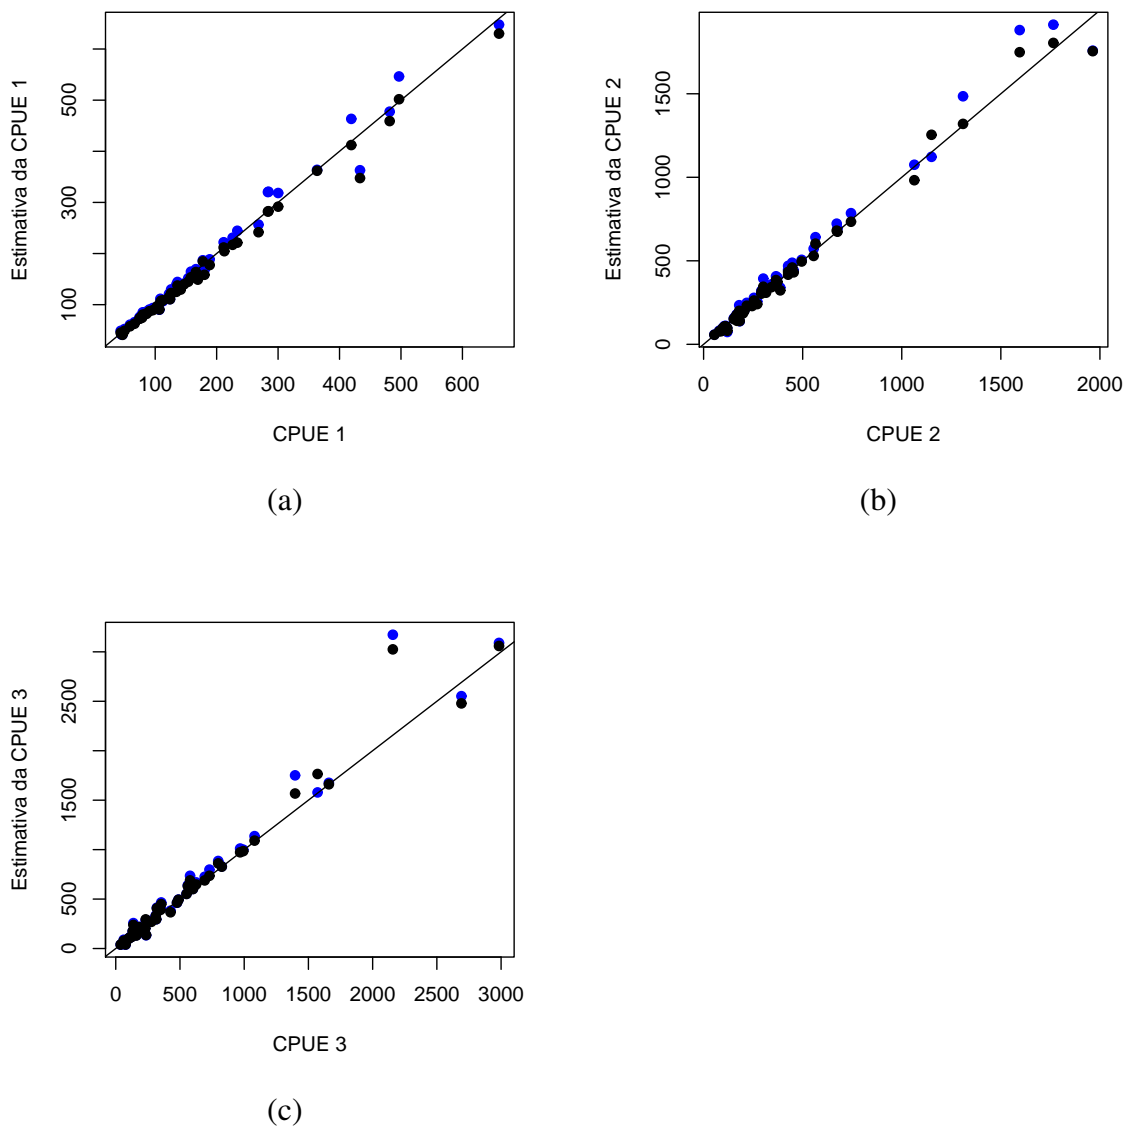 Estimativa da CPUE 1
100 300 500
100 200 300 400 500 600
CPUE 1
(a)
Estimativa da CPUE 2
0 500 1000 1500
0 500 1000 1500 2000
CPUE 2
(b)
Estimativa da CPUE 3
0 500 1500 2500
0 500 1000 1500 2000 2500 3000
CPUE 3
(c)